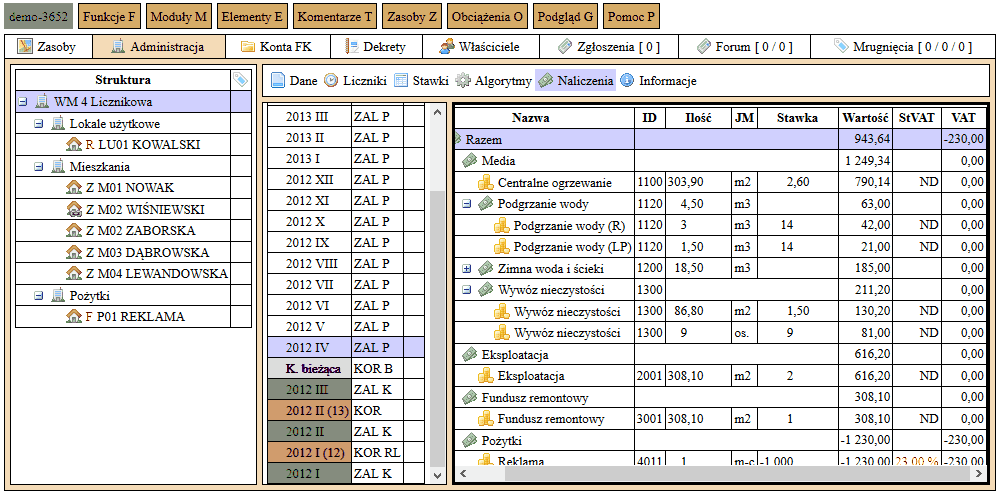 demo-3652 Funkcje F Moduły M Elementy E Komentarze T Zasoby Z Obciążenia O Podgląd G Pomoc P
Zasoby Administracja Konta FK Dekrety Właściciele Zgłoszenia [ 0 ] Forum [ 0 / 0 ] Mrugnięcia [ 0 / 0 / 0 ]
Struktura
WM 4 Licznikowa
Lokale użytkowe
R LU01 KOWALSKI
Mieszkania
Z M01 NOWAK
Z M02 WIŚNIEWSKI
Z M02 ZABORSKA
Z M03 DĄBROWSKA
Z M04 LEWANDOWSKA
Pożytki
F P01 REKLAMA
Dane Liczniki Stawki Algorytmy Naliczenia Informacje
2013 III ZAL P
2013 II ZAL P
2013 I ZAL P
2012 XII ZAL P
2012 XI ZAL P
2012 X ZAL P
2012 IX ZAL P
2012 VIII ZAL P
2012 VII ZAL P
2012 VI ZAL P
2012 V ZAL P
2012 IV ZAL P
K. bieżąca KOR B
2012 III ZAL K
2012 II (13) KOR
2012 II ZAL K
2012 I (12) KOR RL
2012 I ZAL K
Nazwa ID Ilość JM Stawka Wartość StVAT VAT
Razem 943,64 -230,00
Media 1 249,34 0,00
Centralne ogrzewanie 1100 303,90 m2 2,60 790,14 ND 0,00
Podgrzanie wody 1120 4,50 m3 63,00 0,00
Podgrzanie wody (R) 1120 3 m3 14 42,00 ND 0,00
Podgrzanie wody (LP) 1120 1,50 m3 14 21,00 ND 0,00
Zimna woda i ścieki 1200 18,50 m3 185,00 0,00
Wywóz nieczystości 1300 211,20 0,00
Wywóz nieczystości 1300 86,80 m2 1,50 130,20 ND 0,00
Wywóz nieczystości 1300 9 os. 9 81,00 ND 0,00
Eksploatacja 616,20 0,00
Eksploatacja 2001 308,10 m2 2 616,20 ND 0,00
Fundusz remontowy 308,10 0,00
Fundusz remontowy 3001 308,10 m2 1 308,10 ND 0,00
Pożytki -1 230,00 -230,00
Reklama 4011 1 m-c -1 000 -1 230,00 23,00 % -230,00